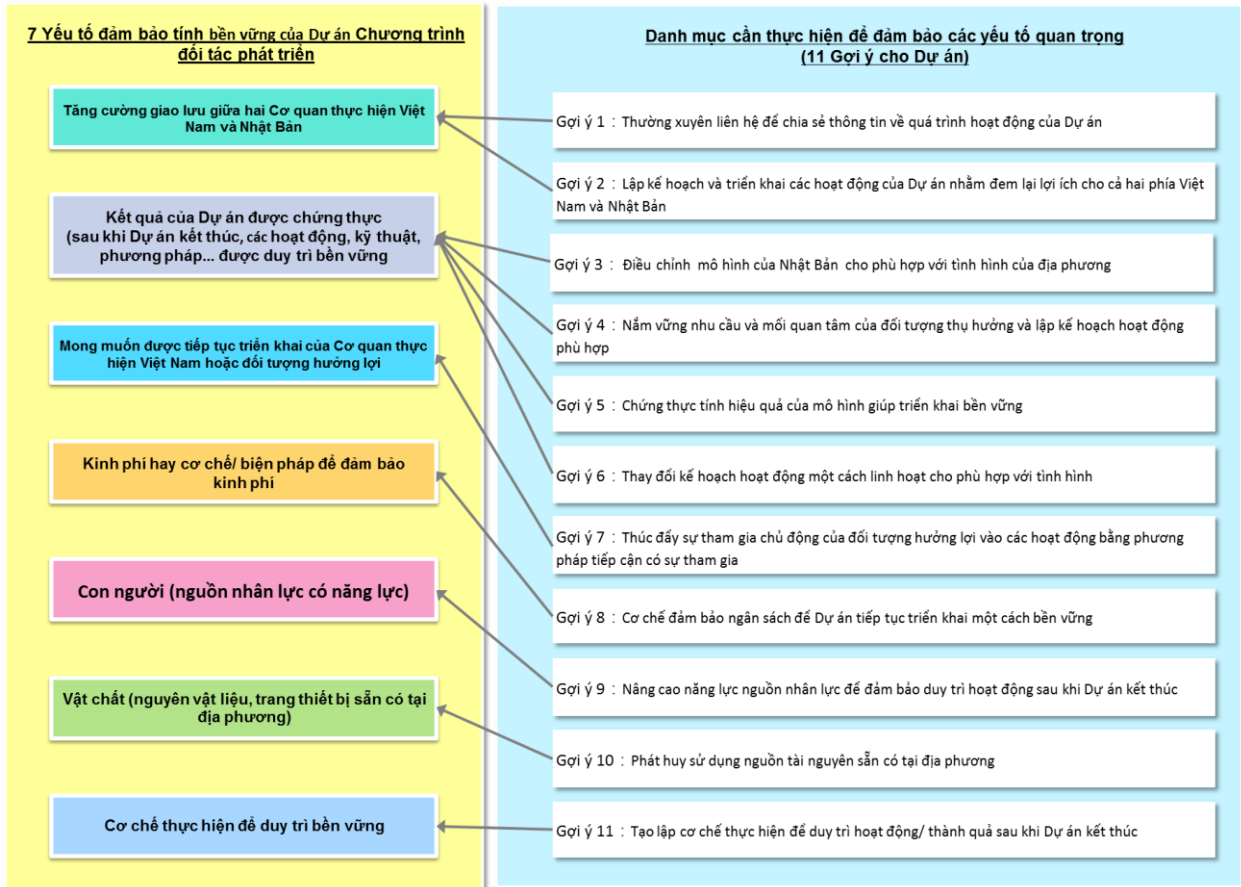 7 Yếu tố đảm bảo tính bền vững của Dự án Chương trình
đối tác phát triển
Tăng cường giao lưu giữa hai Cơ quan thực hiện Việt
Nam và Nhật Bản
Kết quả của Dự án được chứng thực
(sau khi Dự án kết thúc, các hoạt động, kỹ thuật,
phương pháp... được duy trì bền vững
Mong muốn được tiếp tục triển khai của Cơ quan thực
hiện Việt Nam hoặc đối tượng hưởng lợi
Kinh phí hay cơ chế/ biện pháp để đảm bảo
kinh phí
Con người (nguồn nhân lực có năng lực)
Vật chất (nguyên vật liệu, trang thiết bị sẵn có tại
địa phương)
Cơ chế thực hiện để duy trì bền vững
Danh mục cần thực hiện để đảm bảo các yếu tố quan trọng
(11 Gợi ý cho Dự án)
Gợi ý 1 : Thường xuyên liên hệ để chia sẻ thông tin về quá trình hoạt động của Dự án
Gợi ý 2 : Lập kế hoạch và triển khai các hoạt động của Dự án nhằm đem lại lợi ích cho cả hai phía Việt
Nam và Nhật Bản
Gợi ý 3 : Điều chỉnh mô hình của Nhật Bản cho phù hợp với tình hình của địa phương
Gợi ý 4 : Nắm vững nhu cầu và mối quan tâm của đối tượng thụ hưởng và lập kế hoạch hoạt động
phù hợp
Gợi ý 5 : Chứng thực tính hiệu quả của mô hình giúp triển khai bền vững
Gợi ý 6 : Thay đổi kế hoạch hoạt động một cách linh hoạt cho phù hợp với tình hình
Gợi ý 7 : Thúc đẩy sự tham gia chủ động của đối tượng hưởng lợi vào các hoạt động bằng phương
pháp tiếp cận có sự tham gia
Gợi ý 8 : Cơ chế đảm bảo ngân sách để Dự án tiếp tục triển khai một cách bền vững
Gợi ý 9 : Nâng cao năng lực nguồn nhân lực để đảm bảo duy trì hoạt động sau khi Dự án kết thúc
Gợi ý 10 : Phát huy sử dụng nguồn tài nguyên sẵn có tại địa phương
Gợi ý 11 : Tạo lập cơ chế thực hiện để duy trì hoạt động/ thành quả sau khi Dự án kết thúc